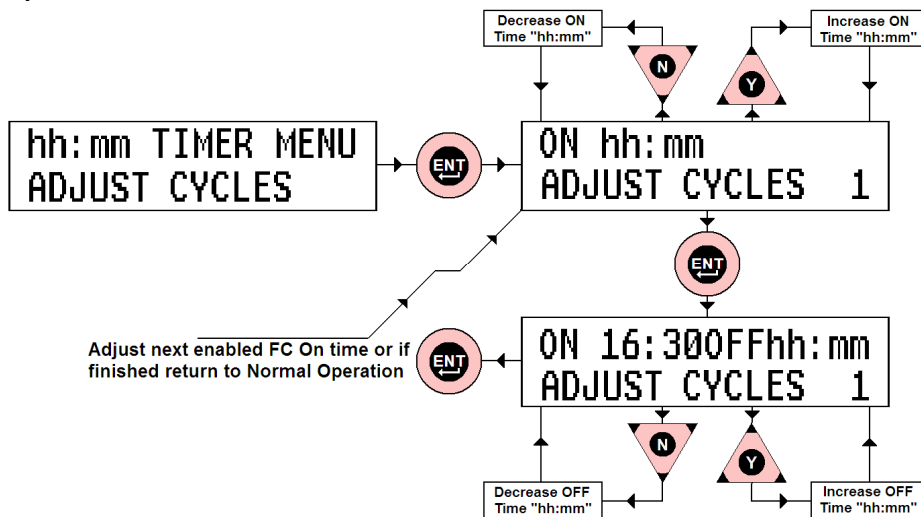 Decrease ON
Time "hh:mm"
Increase ON
Time "hh:mm"
N
Y
hh:mm TIMER MENU
ADJUST CYCLES
ENT
ON hh:mm
ADJUST CYCLES 1
ENT
Adjust next enabled FC On time or if
finished return to Normal Operation
ENT
ON 16:30OFFhh:mm
ADJUST CYCLES 1
N
Y
Decrease OFF
Time "hh:mm"
Increase OFF
Time "hh:mm"